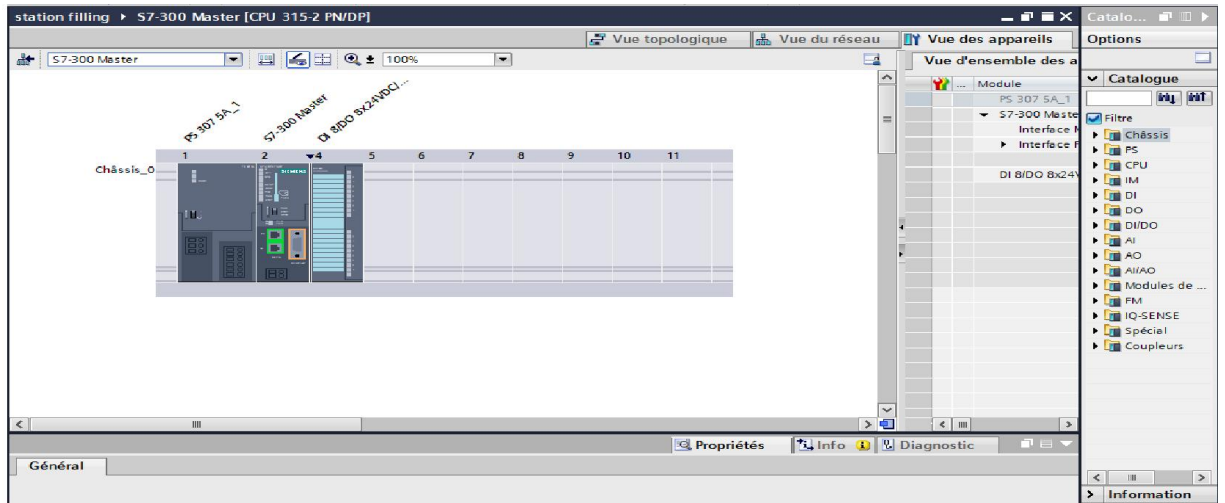 station filling ▸ S7-300 Master [CPU 315-2 PN/DP]
Catalo...
Vue topologique Vue du réseau Vue des appareils
Options
S7-300 Master 100%
Vue d'ensemble des a
Catalogue
... Module
PS 307 5A_1
S7-300 Maste
Interface M
Interface P
DI 8/DO 8x24V
Filtre
Châssis
PS
CPU
IM
DI
DO
DI/DO
AI
AO
AI/AO
Modules de ...
FM
IQ-SENSE
Spécial
Coupleurs
PS 307 5A_1
S7-300 Master
DI 8/DO 8x24VDC/...
1 2 4 5 6 7 8 9 10 11
Châssis_0
SIEMENS
Propriétés Info Diagnostic
Général
Information